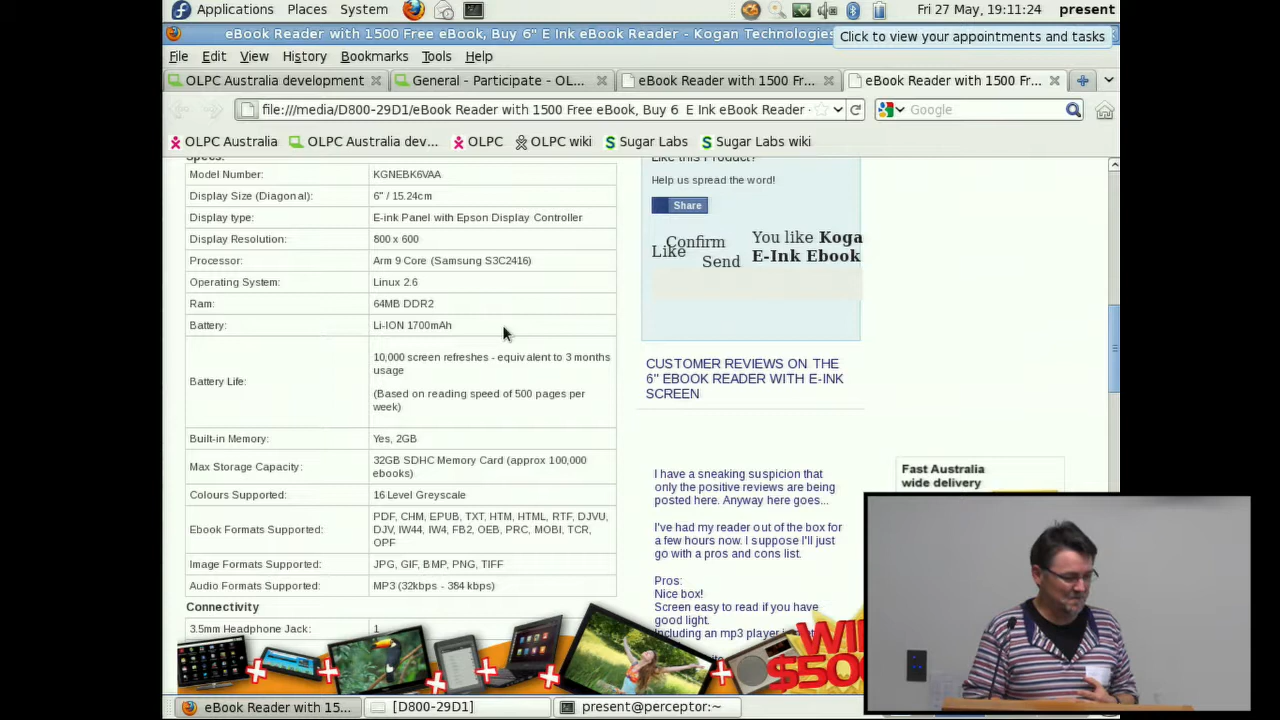 Applications Places System
Fri 27 May, 19:11:24 present
eBook Reader with 1500 Free eBook, Buy 6" E Ink eBook Reader - Kogan Technologies
Click to view your appointments and tasks
File Edit View History Bookmarks Tools Help
OLPC Australia development
General - Participate - OL...
eBook Reader with 1500 Fr...
eBook Reader with 1500 Fr...
file:///media/D800-29D1/eBook Reader with 1500 Free eBook, Buy 6 E Ink eBook Reader -
Google
OLPC Australia OLPC Australia dev... OLPC OLPC wiki Sugar Labs Sugar Labs wiki
Specs:
Model Number: KGNEBK6VAA
Display Size (Diagonal): 6" / 15.24cm
Display type: E-ink Panel with Epson Display Controller
Display Resolution: 800 x 600
Processor: Arm 9 Core (Samsung S3C2416)
Operating System: Linux 2.6
Ram: 64MB DDR2
Battery: Li-ION 1700mAh
Battery Life:
10,000 screen refreshes - equivalent to 3 months
usage
(Based on reading speed of 500 pages per
week)
Built-in Memory: Yes, 2GB
Max Storage Capacity:
32GB SDHC Memory Card (approx 100,000
ebooks)
Colours Supported: 16 Level Greyscale
Ebook Formats Supported:
PDF, CHM, EPUB, TXT, HTM, HTML, RTF, DJVU,
DJV, IW44, IW4, FB2, OEB, PRC, MOBI, TCR,
OPF
Image Formats Supported: JPG, GIF, BMP, PNG, TIFF
Audio Formats Supported: MP3 (32kbps - 384 kbps)
Connectivity
3.5mm Headphone Jack: 1
Like this Product?
Help us spread the word!
Share
Like Confirm
Send
You like Koga
E-Ink Ebook
CUSTOMER REVIEWS ON THE
6" EBOOK READER WITH E-INK
SCREEN
I have a sneaking suspicion that
only the positive reviews are being
posted here. Anyway here goes...
I've had my reader out of the box for
a few hours now. I suppose I'll just
go with a pros and cons list.
Pros:
Nice box!
Screen easy to read if you have
good light.
Including an mp3 player
Fast Australia
wide delivery
WIN
$500
eBook Reader with 15...
[D800-29D1]
present@perceptor:~